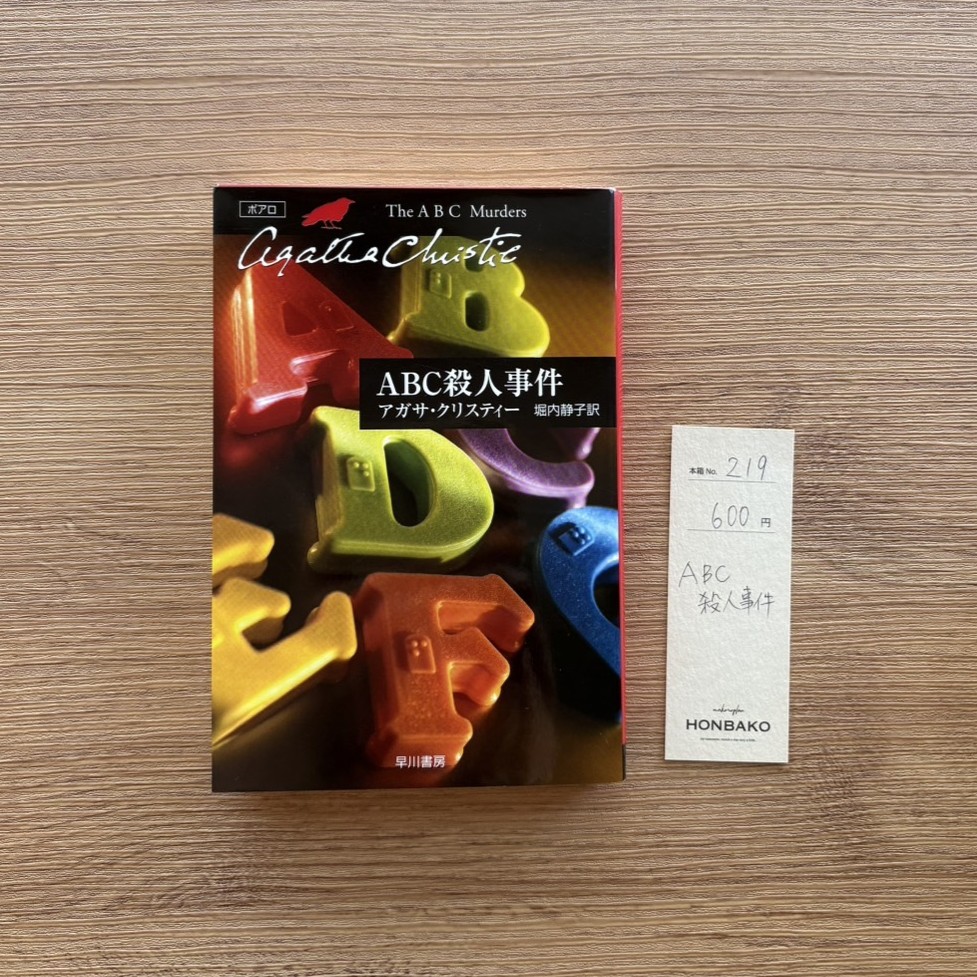 ポアロ
The A B C Murders
Agatha Christie
ABC殺人事件
アガサ・クリスティー 堀内静子訳
早川書房
本箱 No. 219
600 円
ABC
殺人事件
HONBAKO